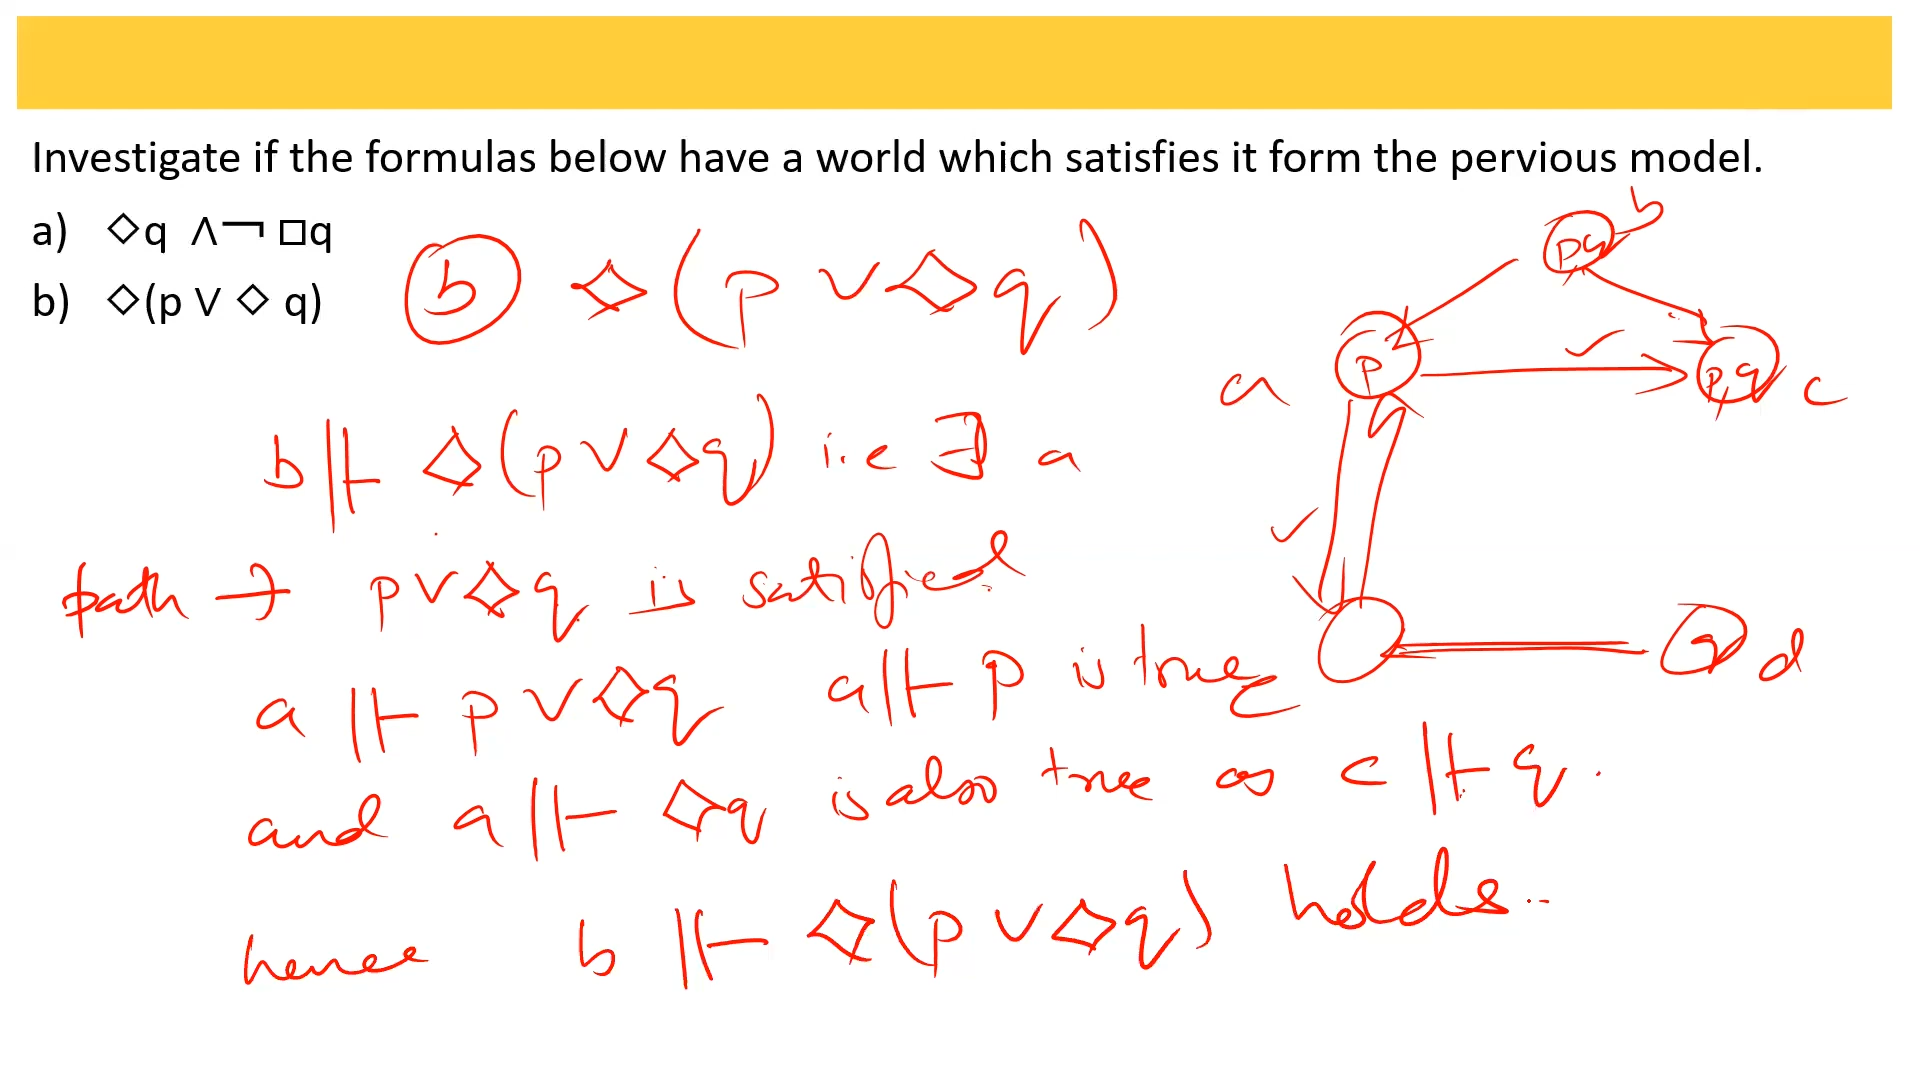 Investigate if the formulas below have a world which satisfies it form the pervious model.
a) ◇q ∧¬ □q
b) ◇(p ∨ ◇ q)
b ◇(p ∨ ◇q)
b
pq
p
a
p,q c
b ⊩ ◇(p ∨ ◇q) i.e ∃ a
path → p ∨ ◇q is satified
q d
a ⊩ p ∨ ◇q a ⊩ p is true
and a ⊩ ◇q is also true as c ⊩ q.
hence b ⊩ ◇(p ∨ ◇q) holds..